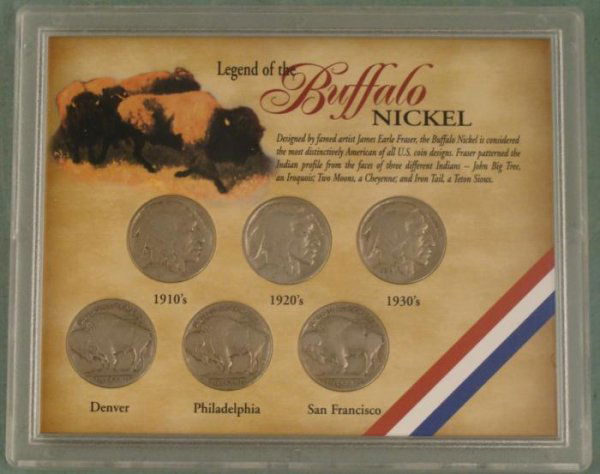 Legend of the
Buffalo
NICKEL
Designed by famed artist James Earle Fraser, the Buffalo Nickel is considered
the most distinctively American of all U.S. coin designs. Fraser patterned the
Indian profile from the faces of three different Indians – John Big Tree,
an Iroquois; Two Moons, a Cheyenne; and Iron Tail, a Teton Sioux.
1910's 1920's 1930's
Denver Philadelphia San Francisco